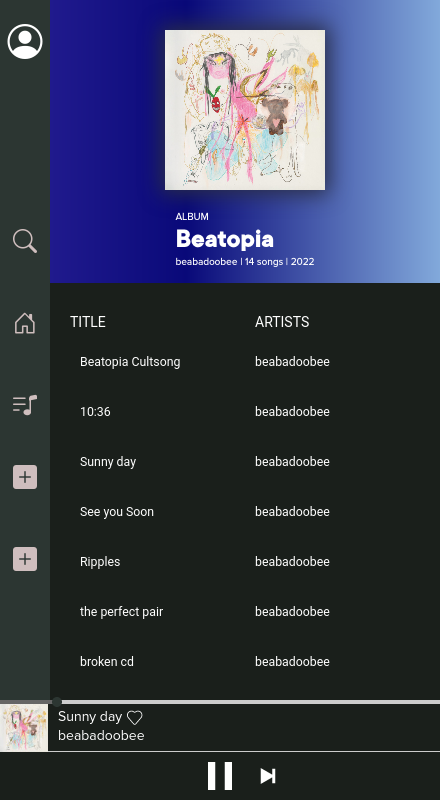 ALBUM
Beatopia
beabadoobee | 14 songs | 2022
TITLE ARTISTS
Beatopia Cultsong beabadoobee
10:36 beabadoobee
Sunny day beabadoobee
See you Soon beabadoobee
Ripples beabadoobee
the perfect pair beabadoobee
broken cd beabadoobee
Sunny day
beabadoobee